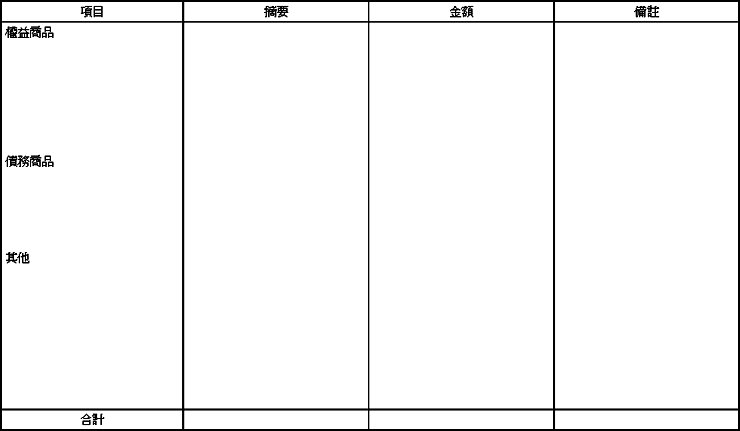 項目 摘要 金額 備註
權益商品
債務商品
其他
合計